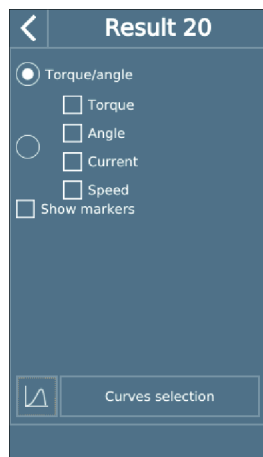 Result 20
Torque/angle
Torque
Angle
Current
Speed
Show markers
Curves selection